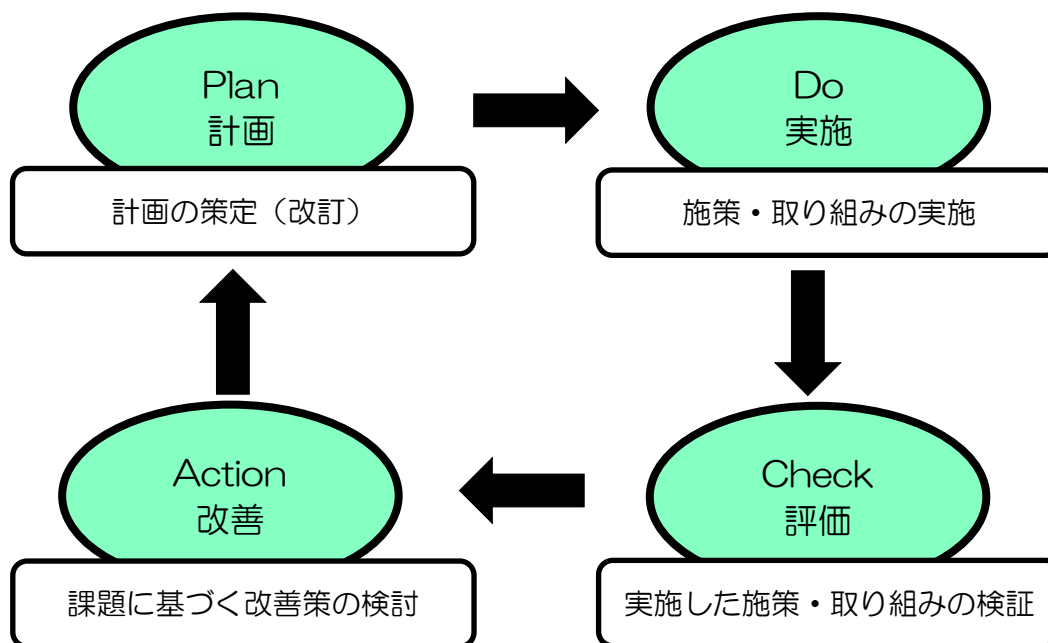 Plan
計画
計画の策定（改訂）
Do
実施
施策・取り組みの実施
Action
改善
課題に基づく改善策の検討
Check
評価
実施した施策・取り組みの検証